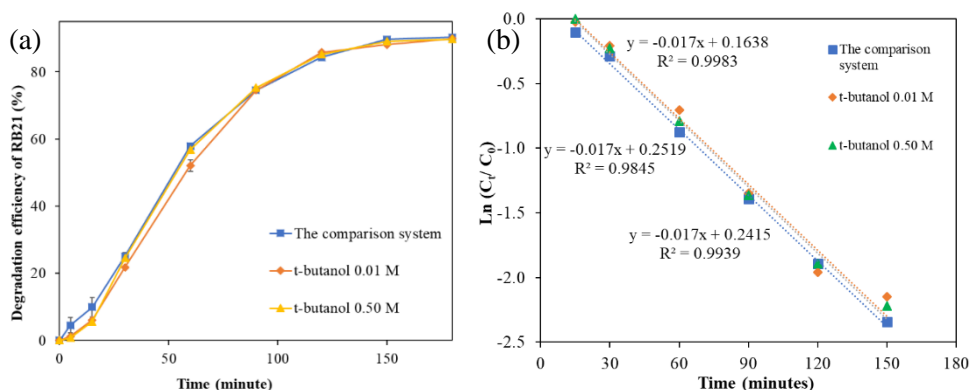 (a)
Degradation efficiency of RB21 (%)
80
60
40
20
0
The comparison system
t-butanol 0.01 M
t-butanol 0.50 M
0
50
100
150
Time (minute)
(b)
Ln (Cᵣ/ C₀)
0.0
-0.5
-1.0
-1.5
-2.0
-2.5
y = -0.017x + 0.1638
R² = 0.9983
y = -0.017x + 0.2519
R² = 0.9845
y = -0.017x + 0.2415
R² = 0.9939
The comparison
system
t-butanol 0.01 M
t-butanol 0.50 M
0
30
60
90
120
150
180
Time (minutes)